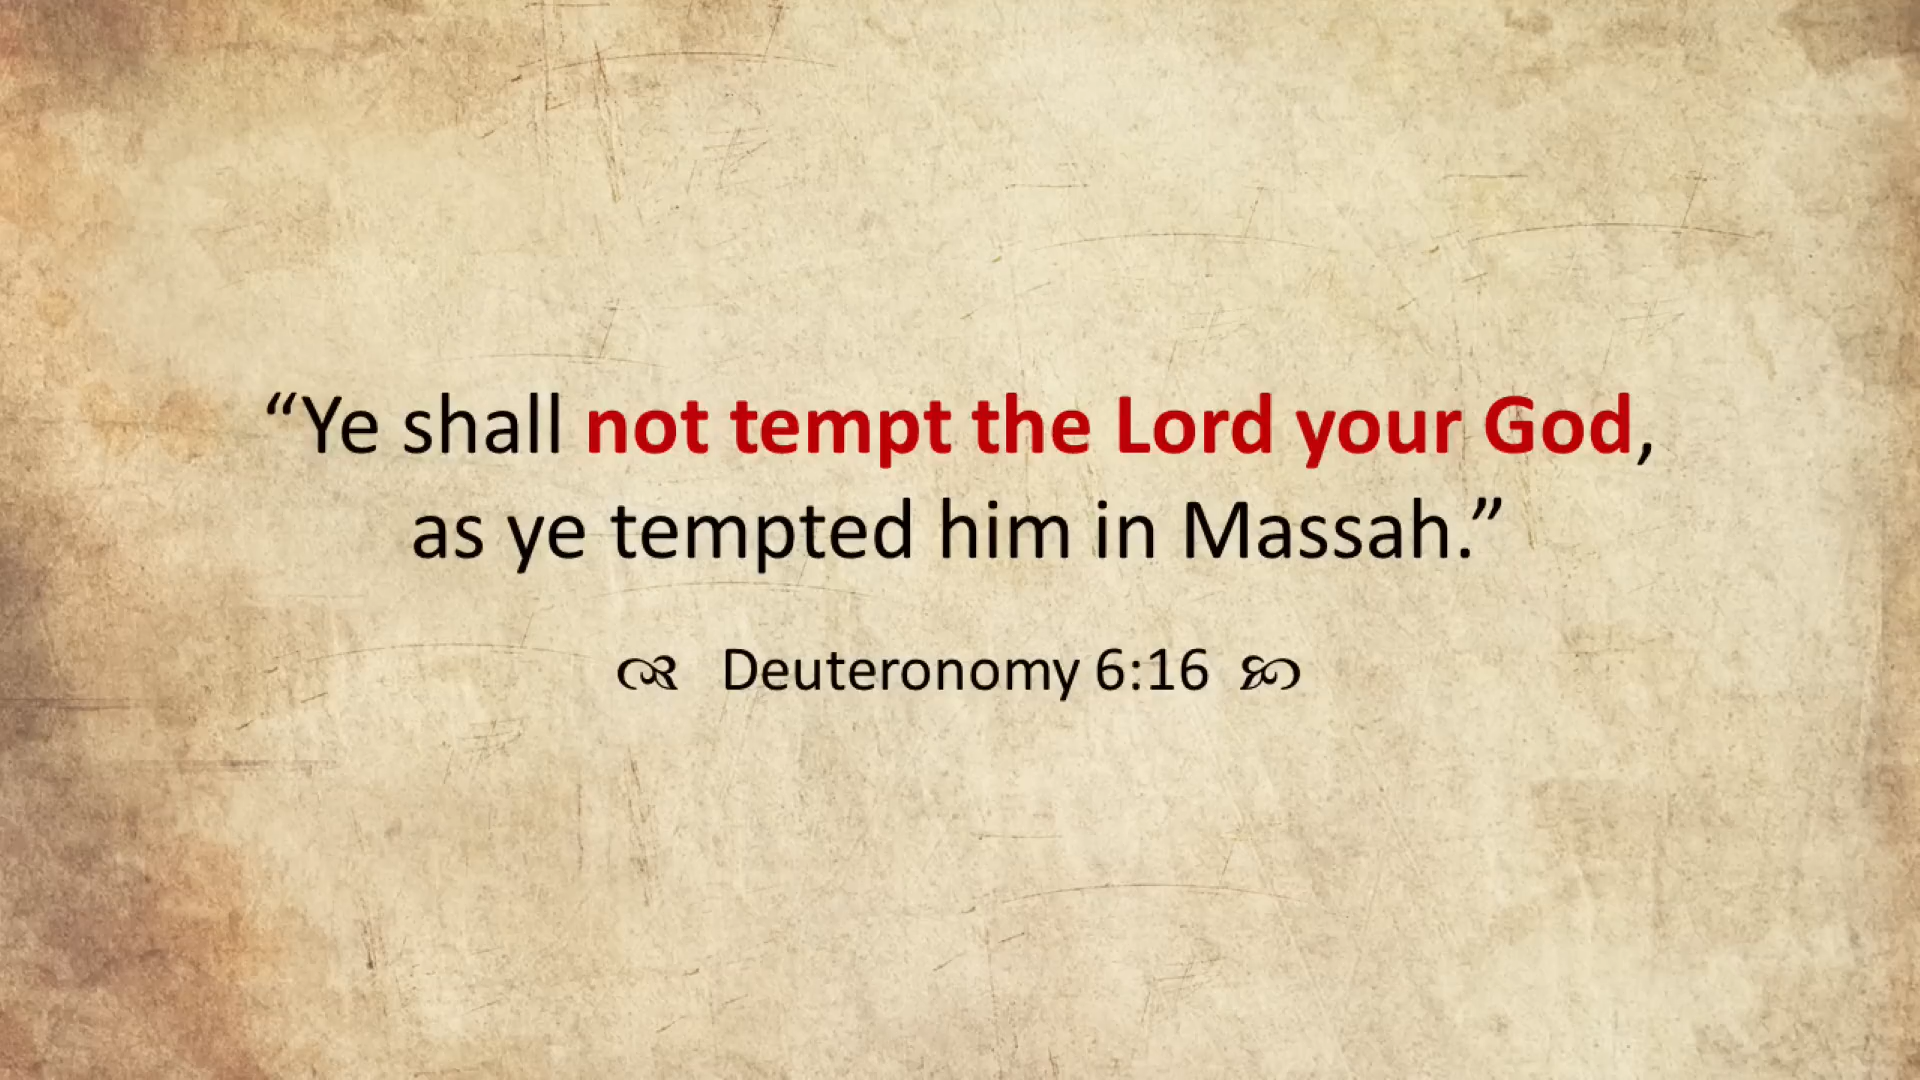 “Ye shall not tempt the Lord your God,
as ye tempted him in Massah.”
Deuteronomy 6:16